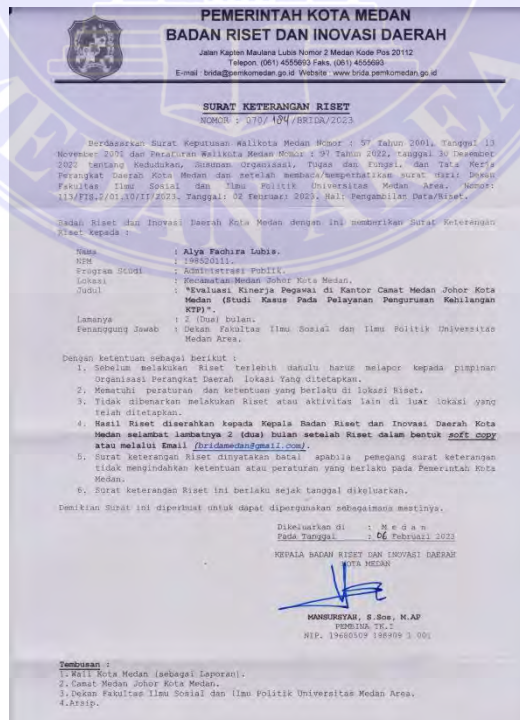 PEMERINTAH KOTA MEDAN
BADAN RISET DAN INOVASI DAERAH
Jalan Kapten Maulana Lubis Nomor 2 Medan Kode Pos 20112
Telepon. (061) 4555693 Faks. (061) 4555693
E-mail : brida@pemkomedan.go.id Website : www.brida.pemkomedan.go.id
SURAT KETERANGAN RISET
NOMOR : 070/184/BRIDA/2023
Berdasarkan Surat Keputusan Walikota Medan Nomor : 57 Tahun 2001, Tanggal 13
November 2001 dan Peraturan Walikota Medan Nomor : 97 Tahun 2022, tanggal 30 Desember
2022 tentang Kedudukan, Susunan Organisasi, Tugas dan Fungsi, dan Tata Kerja
Perangkat Daerah Kota Medan dan setelah membaca/memperhatikan surat dari: Dekan
Fakultas Ilmu Sosial dan Ilmu Politik Universitas Medan Area. Nomor:
113/FIS.2/01.10/II/2023. Tanggal: 02 Februari 2023. Hal: Pengambilan Data/Riset.
Badan Riset dan Inovasi Daerah Kota Medan dengan ini memberikan Surat Keterangan
Riset kepada :
Nama : Alya Fachira Lubis.
NPM : 198520111.
Program Studi : Administrasi Publik.
Lokasi : Kecamatan Medan Johor Kota Medan.
Judul : "Evaluasi Kinerja Pegawai di Kantor Camat Medan Johor Kota
Medan (Studi Kasus Pada Pelayanan Pengurusan Kehilangan
KTP)".
Lamanya : 2 (Dua) bulan.
Penanggung Jawab : Dekan Fakultas Ilmu Sosial dan Ilmu Politik Universitas
Medan Area.
Dengan ketentuan sebagai berikut :
1. Sebelum melakukan Riset terlebih dahulu harus melapor kepada pimpinan
Organisasi Perangkat Daerah lokasi Yang ditetapkan.
2. Mematuhi peraturan dan ketentuan yang berlaku di lokasi Riset.
3. Tidak dibenarkan melakukan Riset atau aktivitas lain di luar lokasi yang
telah ditetapkan.
4. Hasil Riset diserahkan kepada Kepala Badan Riset dan Inovasi Daerah Kota
Medan selambat lambatnya 2 (dua) bulan setelah Riset dalam bentuk soft copy
atau melalui Email (bridamedan@gmail.com).
5. Surat keterangan Riset dinyatakan batal apabila pemegang surat keterangan
tidak mengindahkan ketentuan atau peraturan yang berlaku pada Pemerintah Kota
Medan.
6. Surat keterangan Riset ini berlaku sejak tanggal dikeluarkan.
Demikian Surat ini diperbuat untuk dapat dipergunakan sebagaimana mestinya.
Dikeluarkan di : M e d a n
Pada Tanggal : 06 Februari 2023
KEPALA BADAN RISET DAN INOVASI DAERAH
KOTA MEDAN
MANSURSYAH, S.Sos, M.AP
PEMBINA TK.I
NIP. 19680509 198909 1 001
Tembusan :
1. Wali Kota Medan (sebagai Laporan).
2. Camat Medan Johor Kota Medan.
3. Dekan Fakultas Ilmu Sosial dan Ilmu Politik Universitas Medan Area.
4. Arsip.